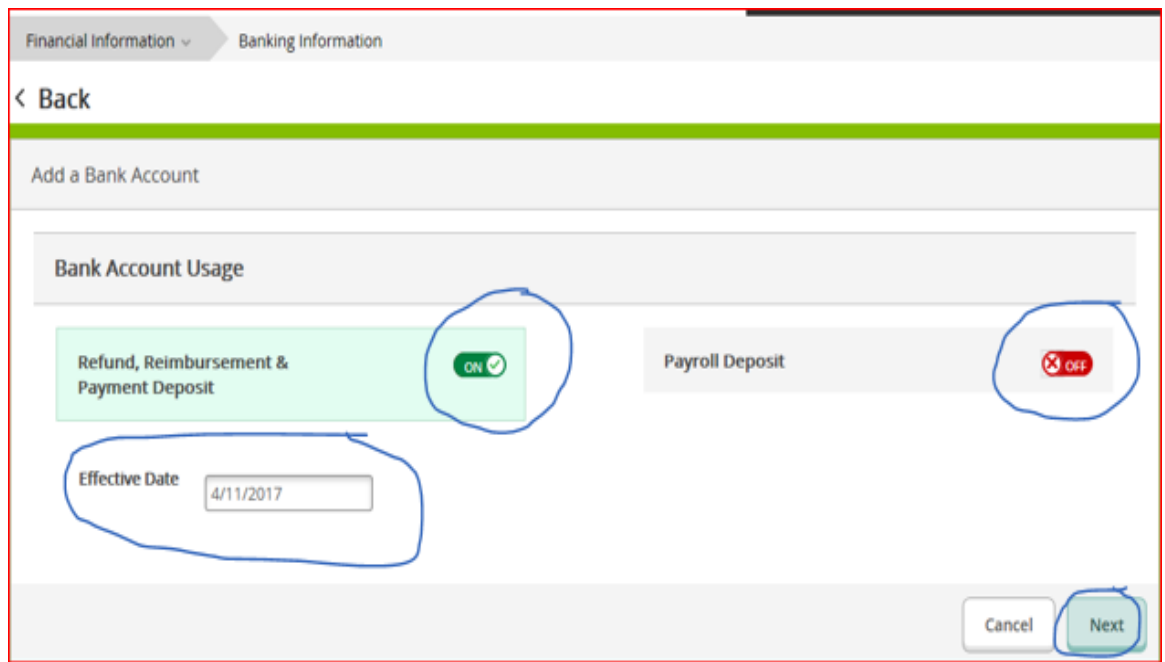 Financial Information
Banking Information
< Back
Add a Bank Account
Bank Account Usage
Refund, Reimbursement &
Payment Deposit
ON
Payroll Deposit
OFF
Effective Date
4/11/2017
Cancel
Next